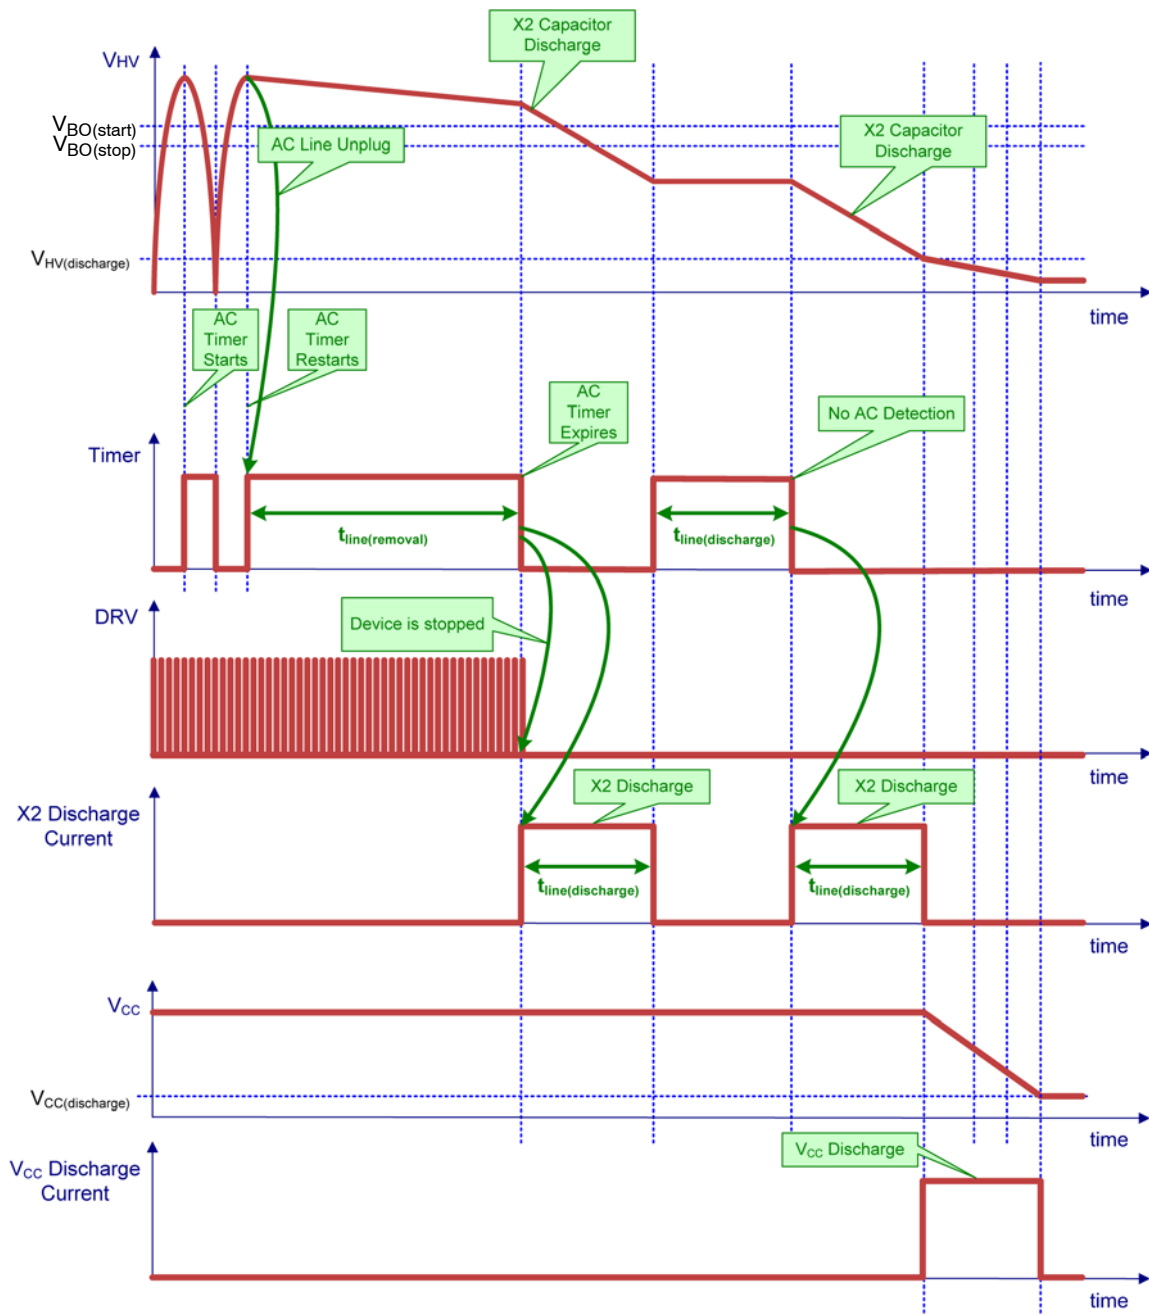 X2 Capacitor
Discharge
VHV
VBO(start)
VBO(stop)
AC Line Unplug
X2 Capacitor
Discharge
VHV(discharge)
time
AC
Timer
Starts
AC
Timer
Restarts
AC
Timer
Expires
No AC Detection
Timer
tline(removal)
tline(discharge)
time
DRV
Device is stopped
time
X2 Discharge
X2 Discharge
X2 Discharge
Current
tline(discharge)
tline(discharge)
time
VCC
VCC(discharge)
time
VCC Discharge
VCC Discharge
Current
time